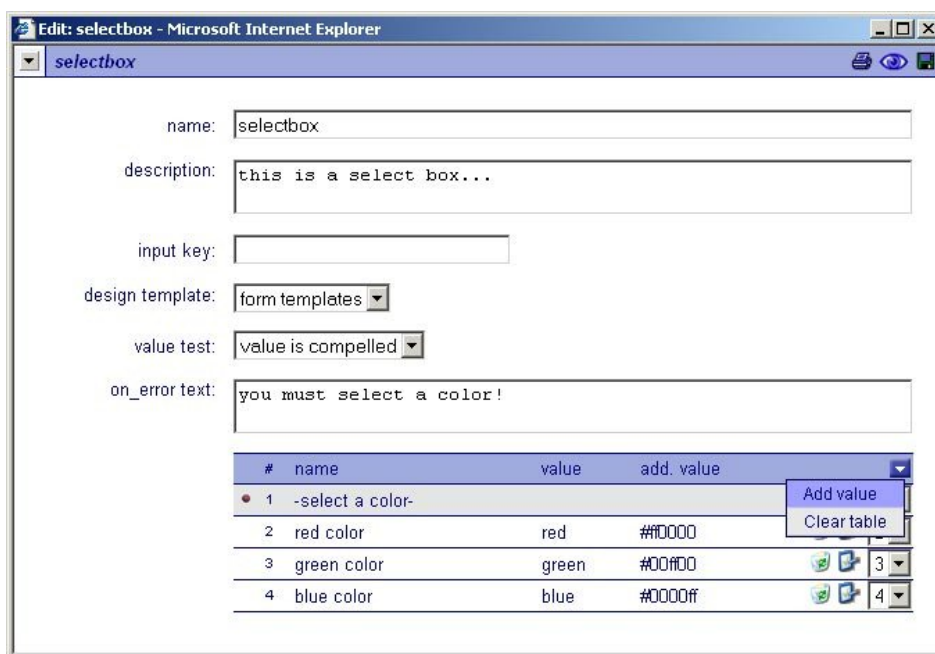 Edit: selectbox - Microsoft Internet Explorer
selectbox
name: selectbox
description: this is a select box...
input key:
design template: form templates
value test: value is compelled
on_error text: you must select a color!
# name value add. value
1 -select a color- Add value
Clear table
2 red color red #ff0000
3 green color green #00ff00 3
4 blue color blue #0000ff 4